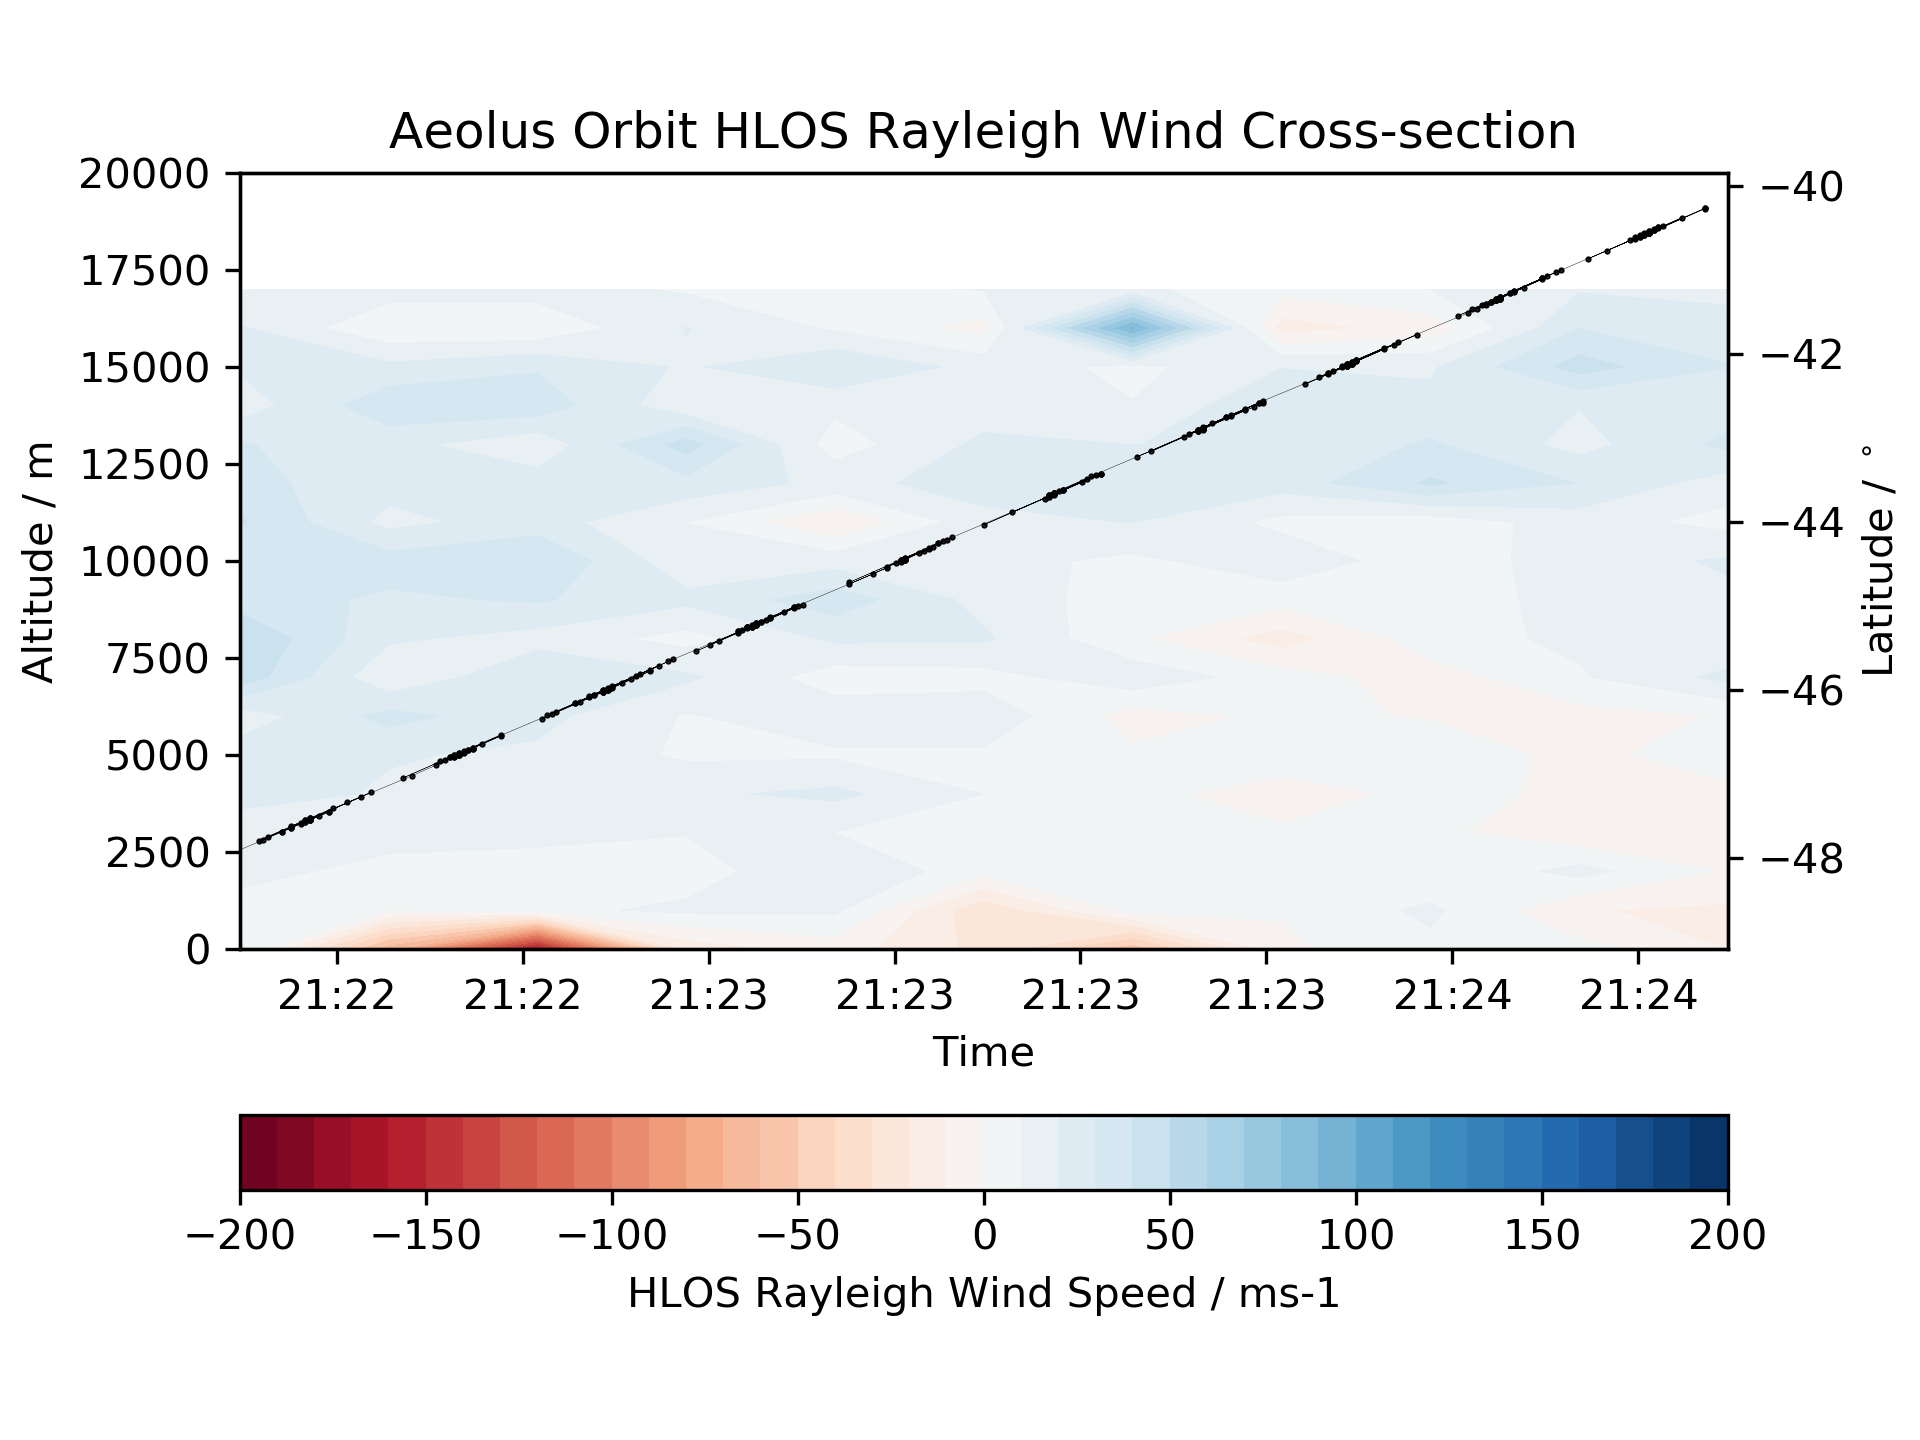 Aeolus Orbit HLOS Rayleigh Wind Cross-section
20000
17500
15000
12500
10000
7500
5000
2500
0
Altitude / m
−40
−42
−44
−46
−48
Latitude / °
21:22 21:22 21:23 21:23 21:23 21:23 21:24 21:24
Time
−200 −150 −100 −50 0 50 100 150 200
HLOS Rayleigh Wind Speed / ms-1